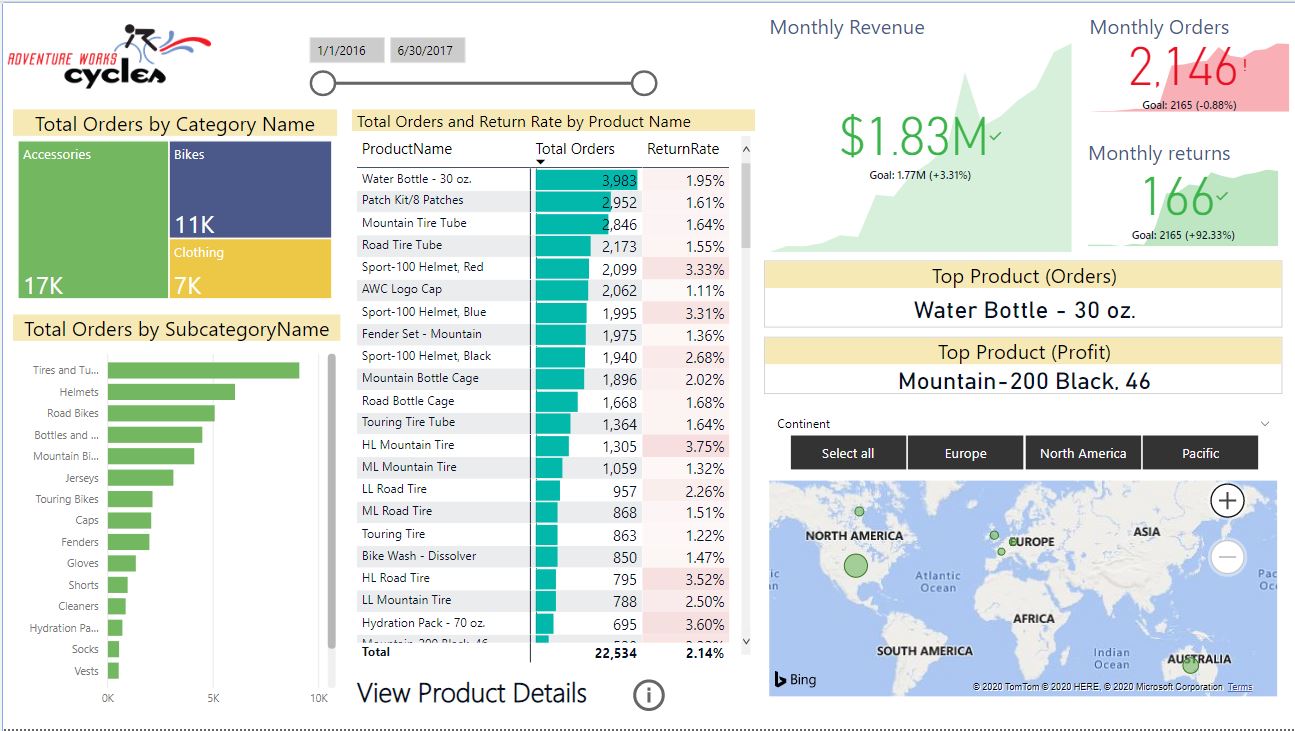 ADVENTURE WORKS
cycles
1/1/2016
6/30/2017
Total Orders by Category Name
Accessories
17K
Bikes
11K
Clothing
7K
Total Orders by SubcategoryName
Tires and Tu...
Helmets
Road Bikes
Bottles and ...
Mountain Bi...
Jerseys
Touring Bikes
Caps
Fenders
Gloves
Shorts
Cleaners
Hydration Pa...
Socks
Vests
0K 5K 10K
Total Orders and Return Rate by Product Name
ProductName Total Orders ReturnRate
Water Bottle - 30 oz. 3,983 1.95%
Patch Kit/8 Patches 2,952 1.61%
Mountain Tire Tube 2,846 1.64%
Road Tire Tube 2,173 1.55%
Sport-100 Helmet, Red 2,099 3.33%
AWC Logo Cap 2,062 1.11%
Sport-100 Helmet, Blue 1,995 3.31%
Fender Set - Mountain 1,975 1.36%
Sport-100 Helmet, Black 1,940 2.68%
Mountain Bottle Cage 1,896 2.02%
Road Bottle Cage 1,668 1.68%
Touring Tire Tube 1,364 1.64%
HL Mountain Tire 1,305 3.75%
ML Mountain Tire 1,059 1.32%
LL Road Tire 957 2.26%
ML Road Tire 868 1.51%
Touring Tire 863 1.22%
Bike Wash - Dissolver 850 1.47%
HL Road Tire 795 3.52%
LL Mountain Tire 788 2.50%
Hydration Pack - 70 oz. 695 3.60%
Mountain-200 Black, 46
Total 22,534 2.14%
View Product Details
Monthly Revenue
$1.83M
Goal: 1.77M (+3.31%)
Monthly Orders
2,146!
Goal: 2165 (-0.88%)
Monthly returns
166
Goal: 2165 (+92.33%)
Top Product (Orders)
Water Bottle - 30 oz.
Top Product (Profit)
Mountain-200 Black, 46
Continent
Select all Europe North America Pacific
NORTH AMERICA
EUROPE
ASIA
Atlantic
Ocean
AFRICA
SOUTH AMERICA
Indian
Ocean
AUSTRALIA
Bing
© 2020 TomTom © 2020 HERE, © 2020 Microsoft Corporation Terms